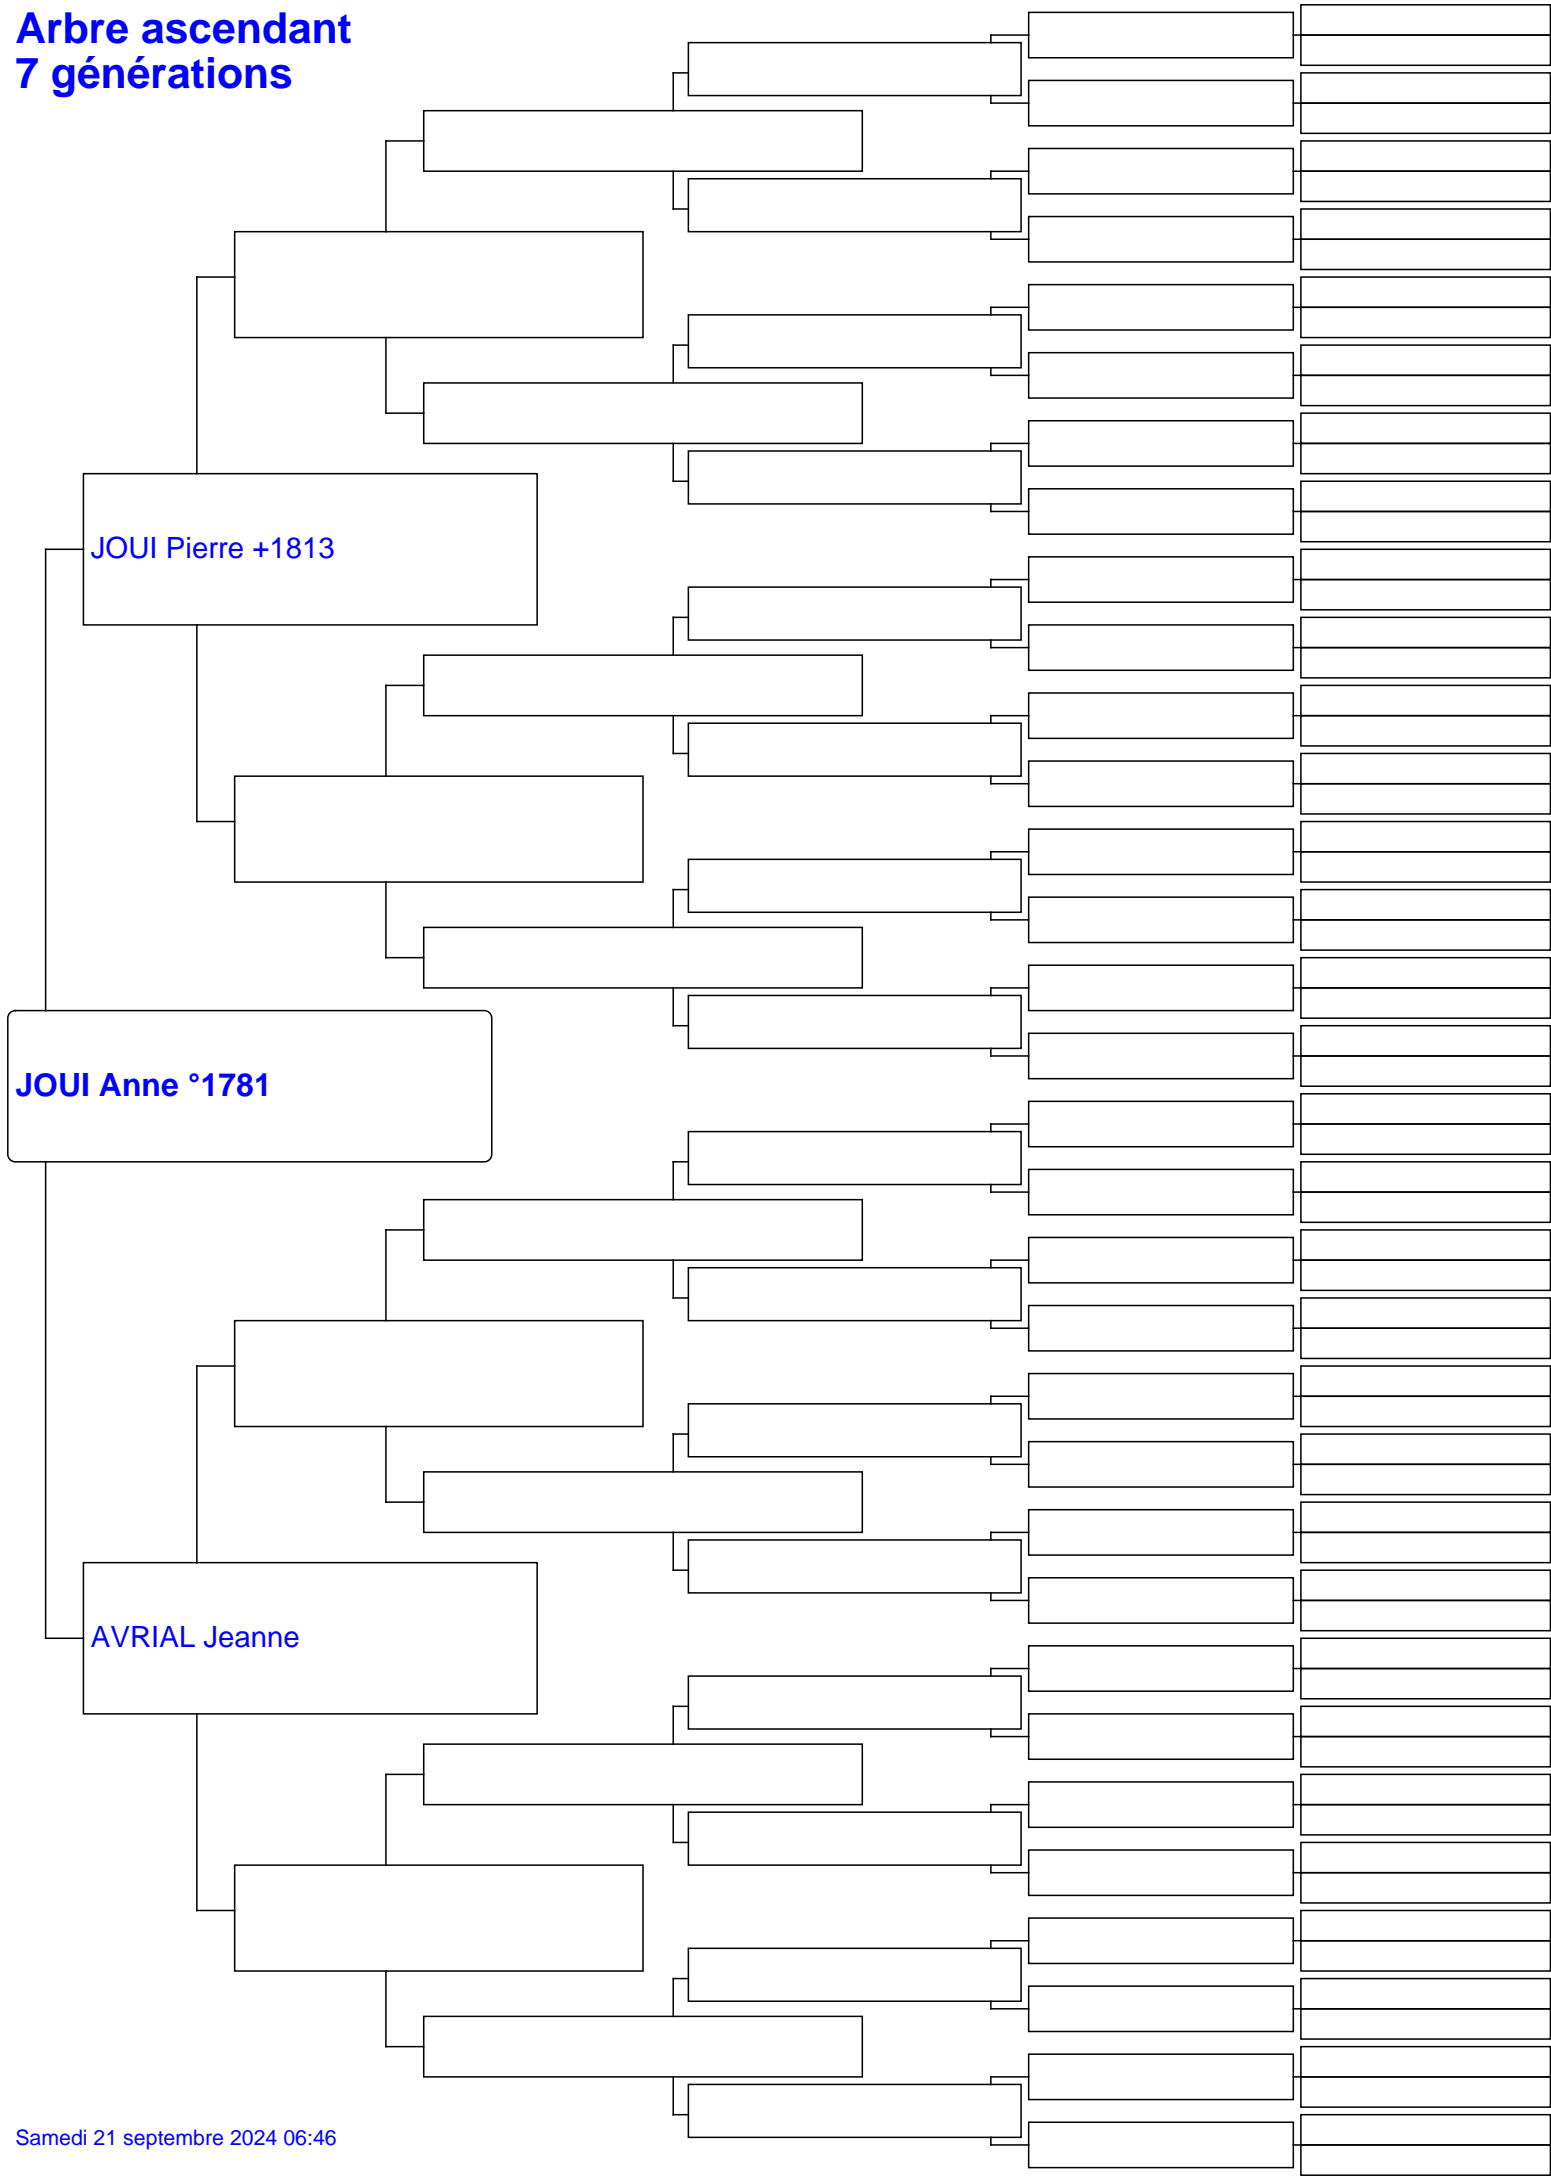 Arbre ascendant
7 générations
JOUI Pierre +1813
JOUI Anne °1781
AVRIAL Jeanne
Samedi 21 septembre 2024 06:46